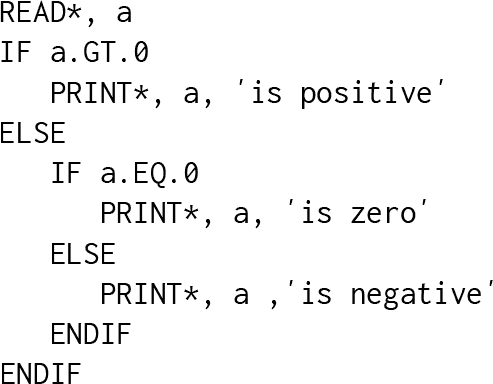 READ*, a
IF a.GT.0
   PRINT*, a, 'is positive'
ELSE
   IF a.EQ.0
      PRINT*, a, 'is zero'
   ELSE
      PRINT*, a ,'is negative'
   ENDIF
ENDIF